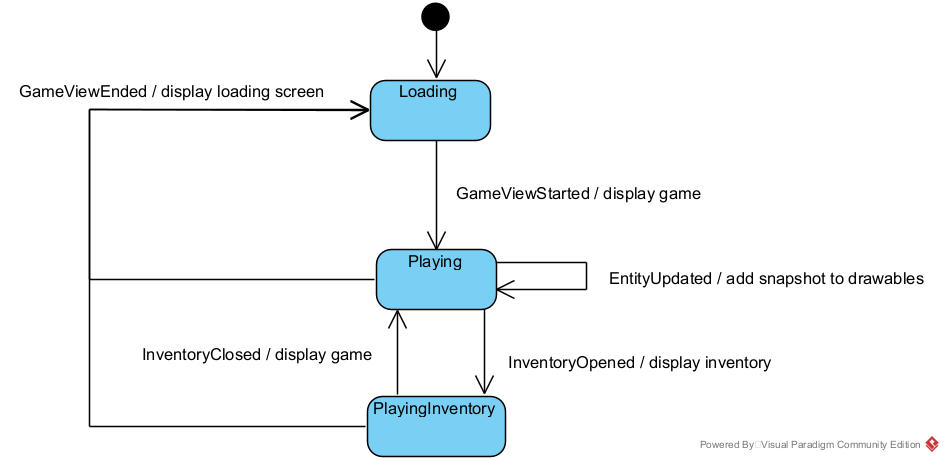 GameViewEnded / display loading screen
Loading
GameViewStarted / display game
Playing
EntityUpdated / add snapshot to drawables
InventoryClosed / display game
InventoryOpened / display inventory
PlayingInventory
Powered By Visual Paradigm Community Edition